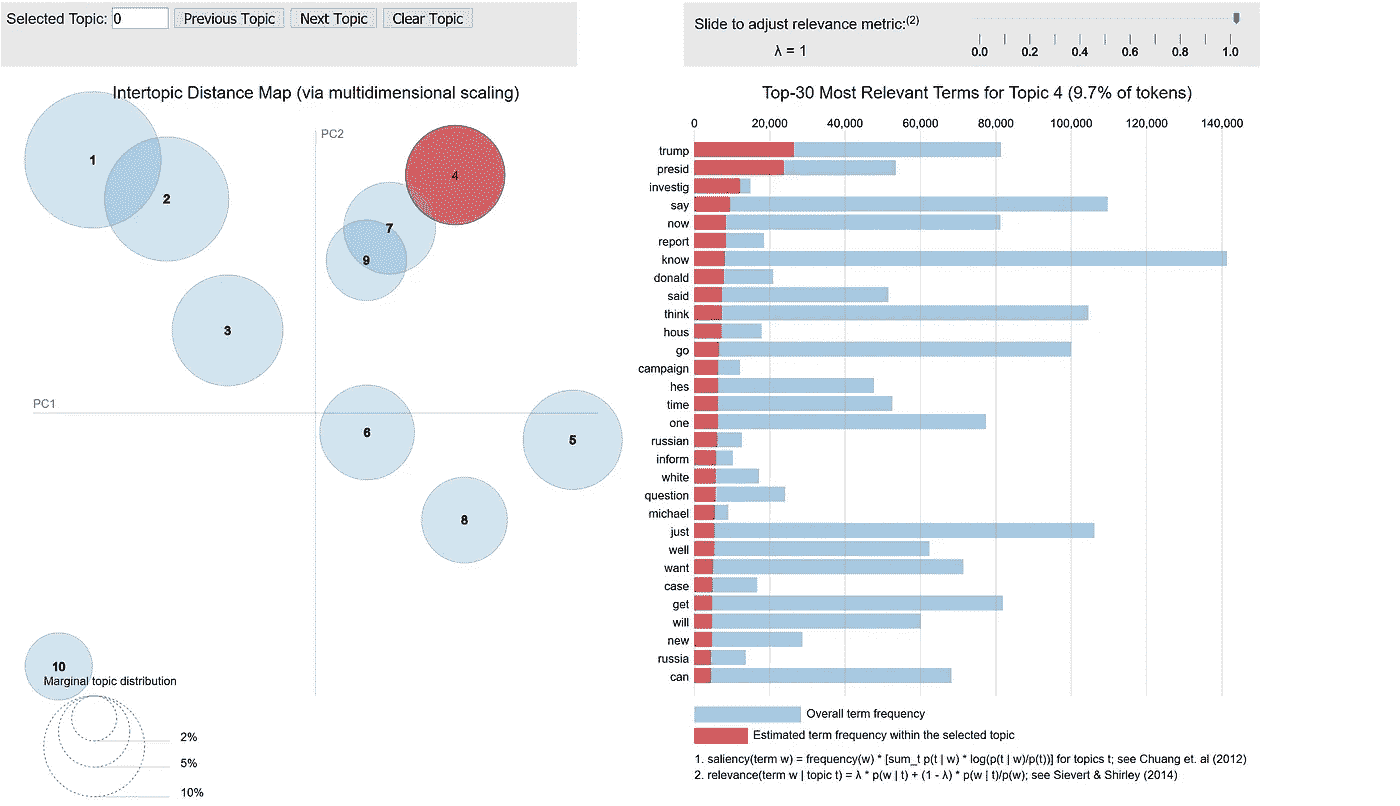 Selected Topic: 0 Previous Topic Next Topic Clear Topic
Slide to adjust relevance metric:(2)
λ = 1
0.0 0.2 0.4 0.6 0.8 1.0
Intertopic Distance Map (via multidimensional scaling)
PC2
PC1
1
2
3
4
7
9
6
5
8
10
Marginal topic distribution
2%
5%
10%
Top-30 Most Relevant Terms for Topic 4 (9.7% of tokens)
0 20,000 40,000 60,000 80,000 100,000 120,000 140,000
trump
presid
investig
say
now
report
know
donald
said
think
hous
go
campaign
hes
time
one
russian
inform
white
question
michael
just
well
want
case
get
will
new
russia
can
Overall term frequency
Estimated term frequency within the selected topic
1. saliency(term w) = frequency(w) * [sum_t p(t | w) * log(p(t | w)/p(t))] for topics t; see Chuang et. al (2012)
2. relevance(term w | topic t) = λ * p(w | t) + (1 - λ) * p(w | t)/p(w); see Sievert & Shirley (2014)